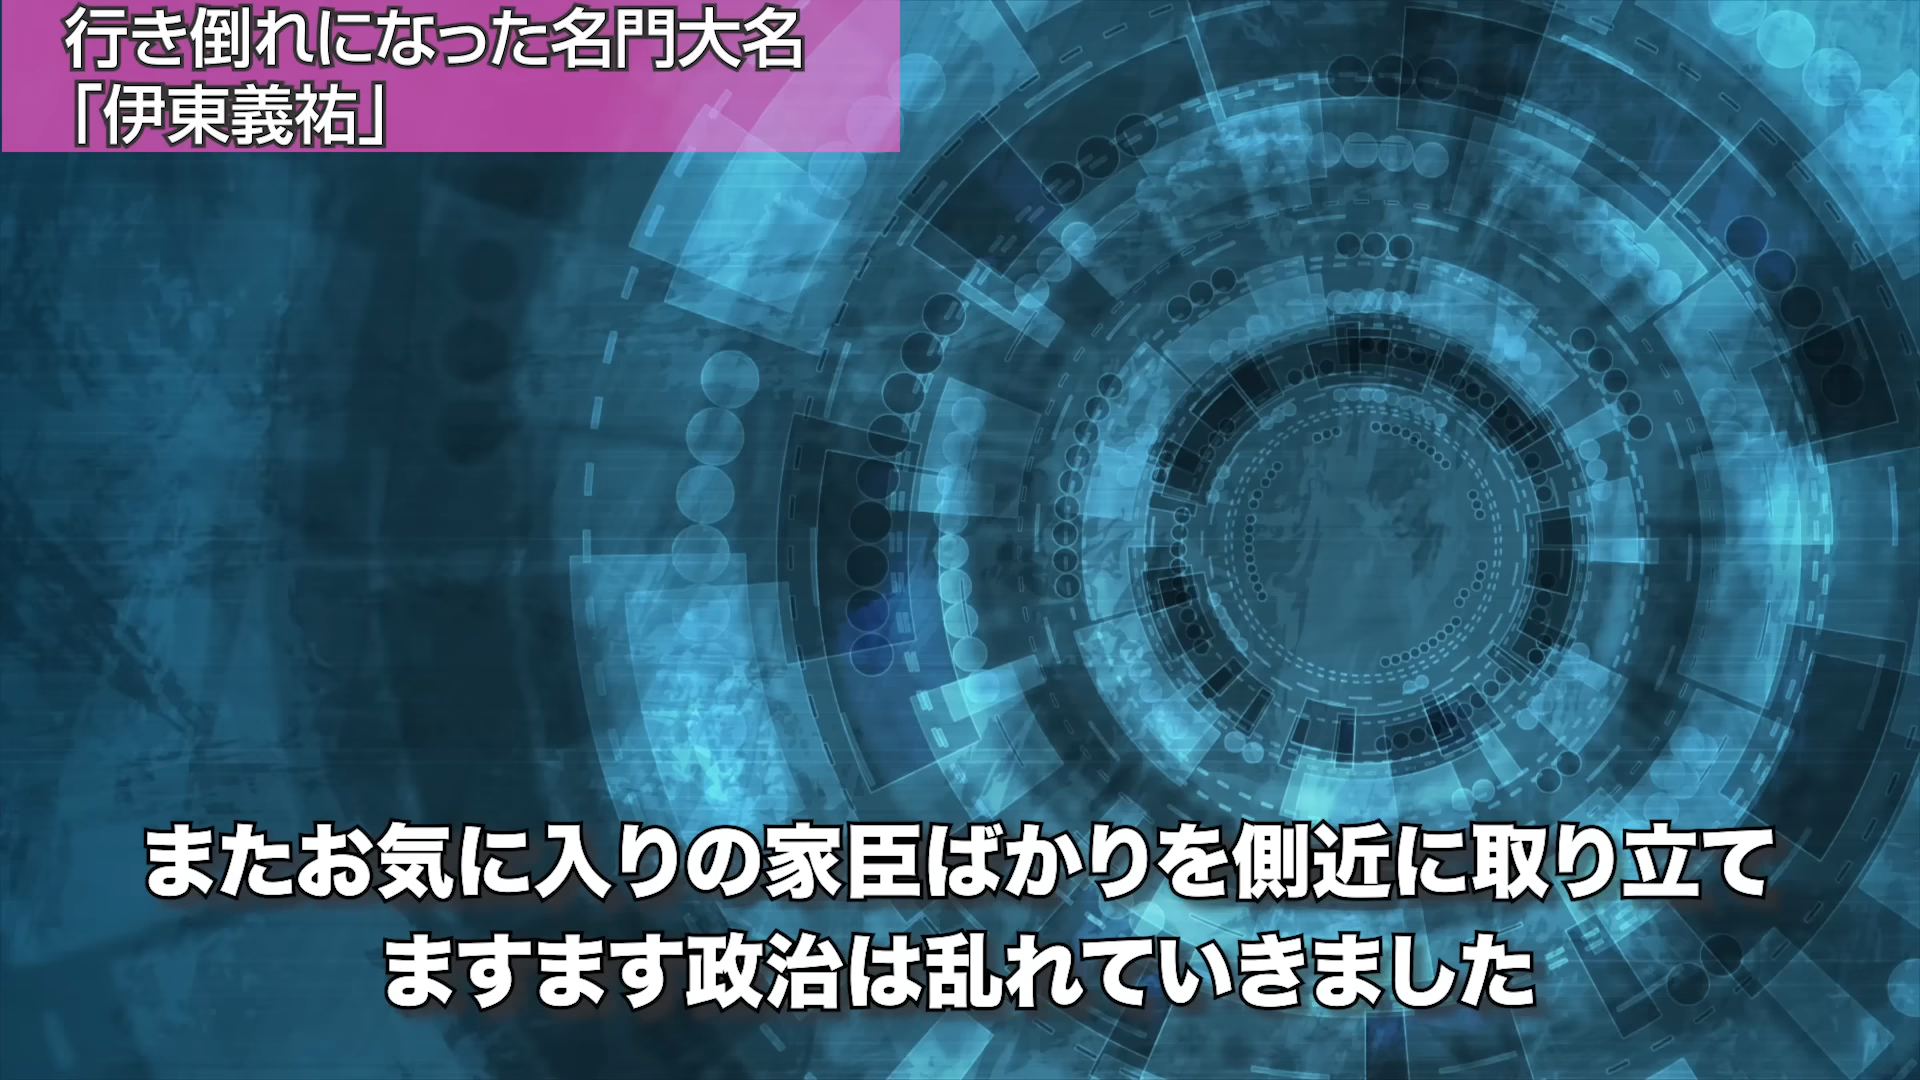 行き倒れになった名門大名
「伊東義祐」
またお気に入りの家臣ばかりを側近に取り立て
ますます政治は乱れていきました